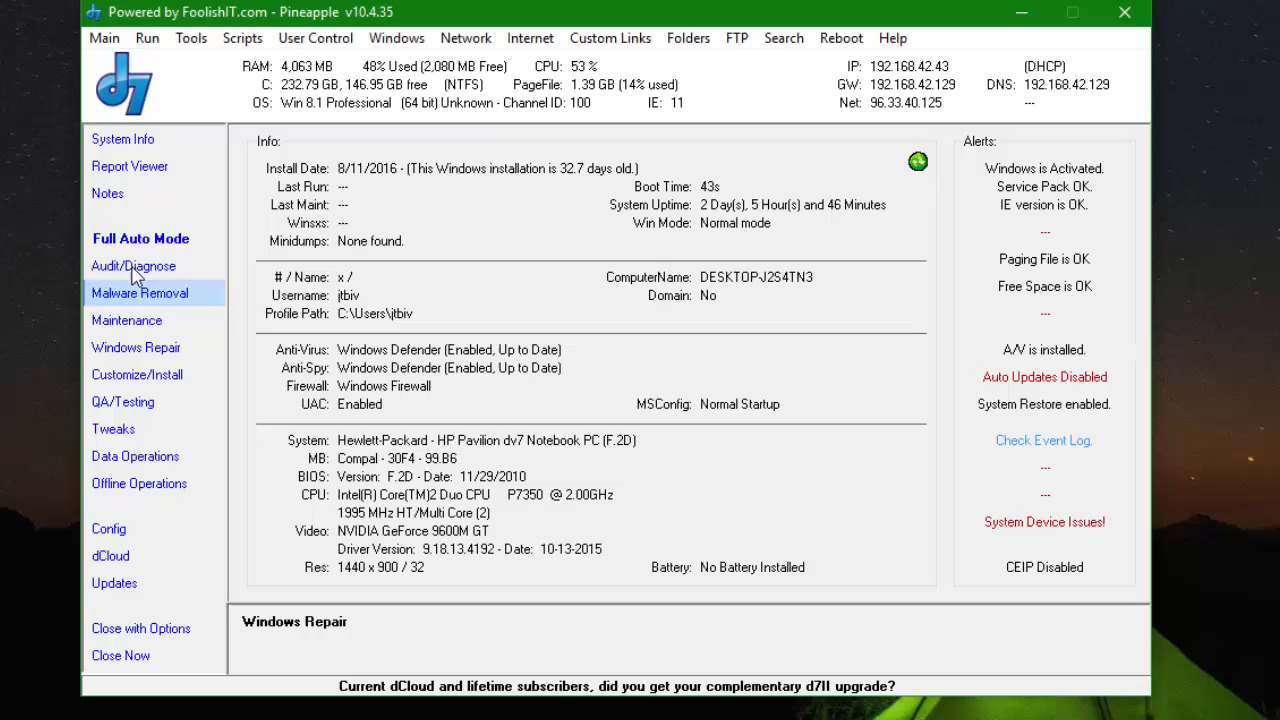 Powered by FoolishIT.com - Pineapple v10.4.35
Main Run Tools Scripts User Control Windows Network Internet Custom Links Folders FTP Search Reboot Help
d7
RAM: 4,063 MB 48% Used (2,080 MB Free) CPU: 53 % IP: 192.168.42.43 (DHCP)
C: 232.79 GB, 146.95 GB free (NTFS) PageFile: 1.39 GB (14% used) GW: 192.168.42.129 DNS: 192.168.42.129
OS: Win 8.1 Professional (64 bit) Unknown - Channel ID: 100 IE: 11 Net: 96.33.40.125 ---
System Info
Report Viewer
Notes
Full Auto Mode
Audit/Diagnose
Malware Removal
Maintenance
Windows Repair
Customize/Install
QA/Testing
Tweaks
Data Operations
Offline Operations
Config
dCloud
Updates
Close with Options
Close Now
Info:
Install Date: 8/11/2016 - (This Windows installation is 32.7 days old.)
Last Run: --- Boot Time: 43s
Last Maint: --- System Uptime: 2 Day(s), 5 Hour(s) and 46 Minutes
Winsxs: --- Win Mode: Normal mode
Minidumps: None found.
# / Name: x / ComputerName: DESKTOP-J2S4TN3
Username: jtbiv Domain: No
Profile Path: C:\Users\jtbiv
Anti-Virus: Windows Defender (Enabled, Up to Date)
Anti-Spy: Windows Defender (Enabled, Up to Date)
Firewall: Windows Firewall
UAC: Enabled MSConfig: Normal Startup
System: Hewlett-Packard - HP Pavilion dv7 Notebook PC (F.2D)
MB: Compal - 30F4 - 99.B6
BIOS: Version: F.2D - Date: 11/29/2010
CPU: Intel(R) Core(TM)2 Duo CPU P7350 @ 2.00GHz
1995 MHz HT/Multi Core (2)
Video: NVIDIA GeForce 9600M GT
Driver Version: 9.18.13.4192 - Date: 10-13-2015
Res: 1440 x 900 / 32 Battery: No Battery Installed
Alerts:
Windows is Activated.
Service Pack OK.
IE version is OK.
---
Paging File is OK
Free Space is OK
---
A/V is installed.
Auto Updates Disabled
System Restore enabled.
Check Event Log.
---
---
System Device Issues!
CEIP Disabled
Windows Repair
Current dCloud and lifetime subscribers, did you get your complementary d7II upgrade?